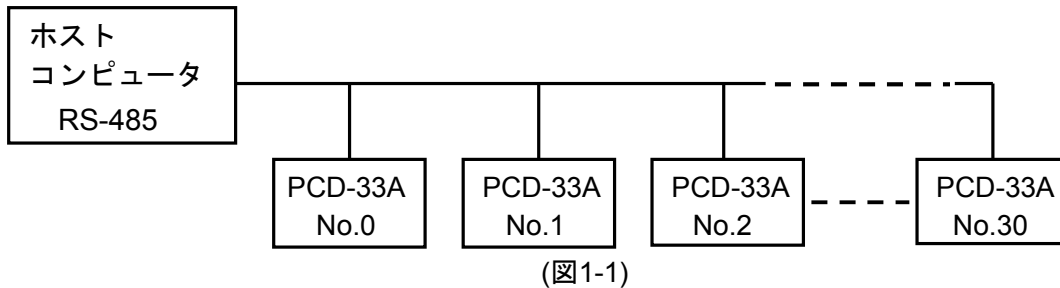 ホスト
コンピュータ
RS-485
PCD-33A
No.0
PCD-33A
No.1
PCD-33A
No.2
PCD-33A
No.30
(図1-1)